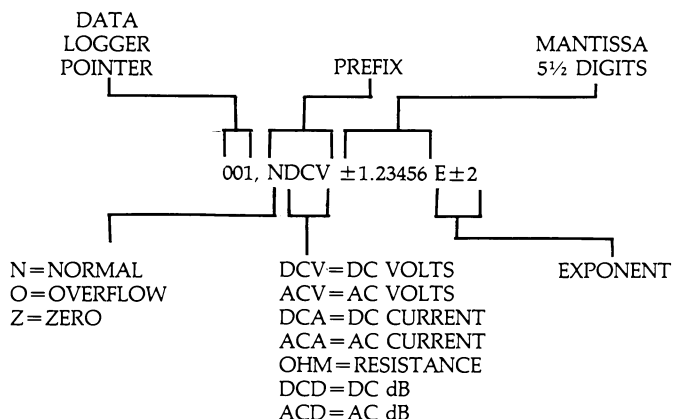 DATA
LOGGER
POINTER
PREFIX
MANTISSA
5½ DIGITS
001, NDCV ±1.23456 E±2
N=NORMAL
O=OVERFLOW
Z=ZERO
DCV=DC VOLTS
ACV=AC VOLTS
DCA=DC CURRENT
ACA=AC CURRENT
OHM=RESISTANCE
DCD=DC dB
ACD=AC dB
EXPONENT